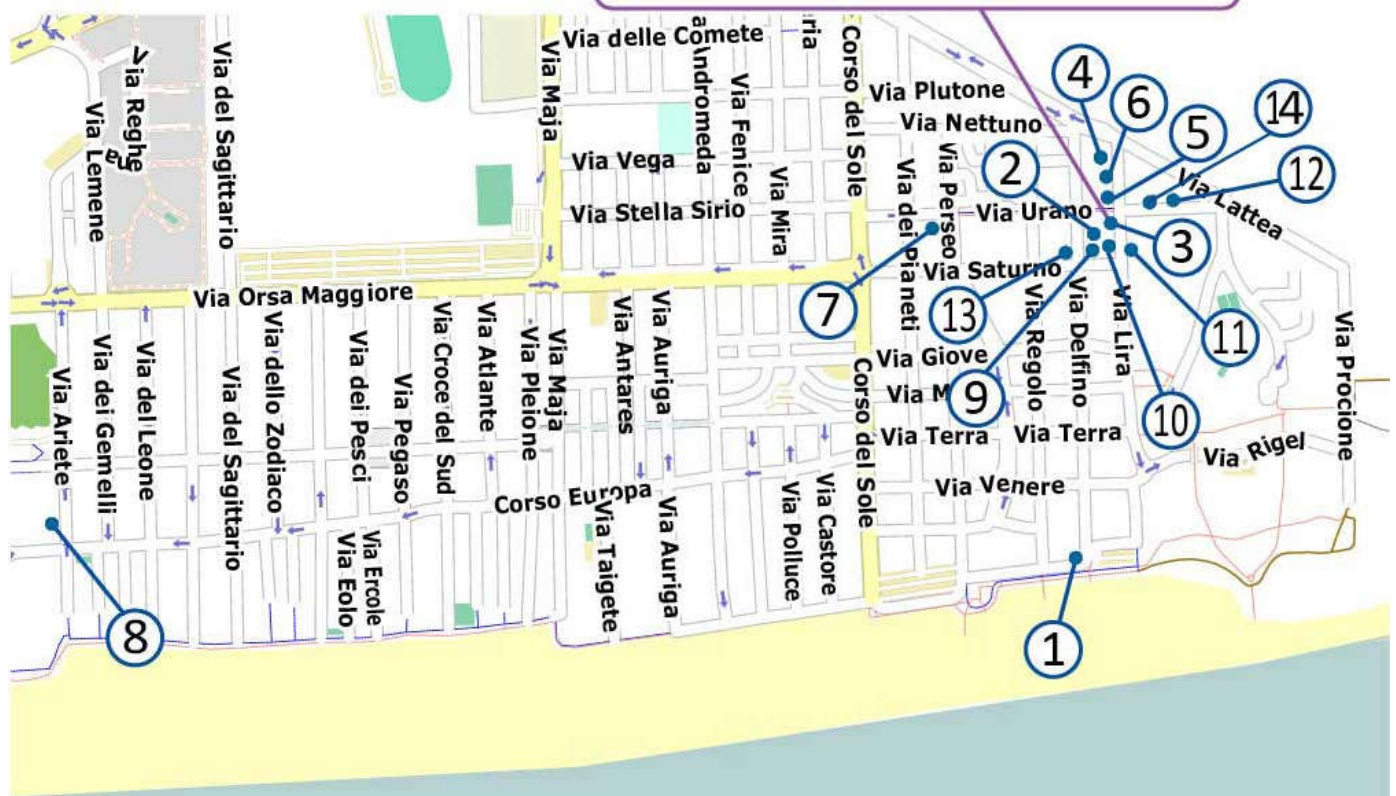 Via delle Comete
Via Plutone
Via Nettuno
Via Maja
Via Andromeda
Via Fenice
ria
Corso del Sole
Via del Sagittario
Via Reghe
na
Via Lemene
Via Vega
Via Stella Sirio
Via Mira
Via dei Pianeti
Via Perseo
Via Urano
Via Lattea
Via Saturno
4
6
5
14
2
12
3
7
13
11
9
10
Via Orsa Maggiore
Via Giove
Via M
Via Terra
Via Terra
Via Venere
Via Regolo
Via Delfino
Via Lira
Via Procione
Via Rigel
Via Ariete
Via dei Gemelli
Via del Leone
Via del Sagittario
Via dello Zodiaco
Via dei Pesci
Via Pegaso
Via Croce del Sud
Via Atlante
Via Pleione
Via Maja
Via Antares
Via Auriga
Corso del Sole
Corso Europa
Via Eolo
Via Ercole
Via Taigete
Via Auriga
Via Polluce
Via Castore
8
1